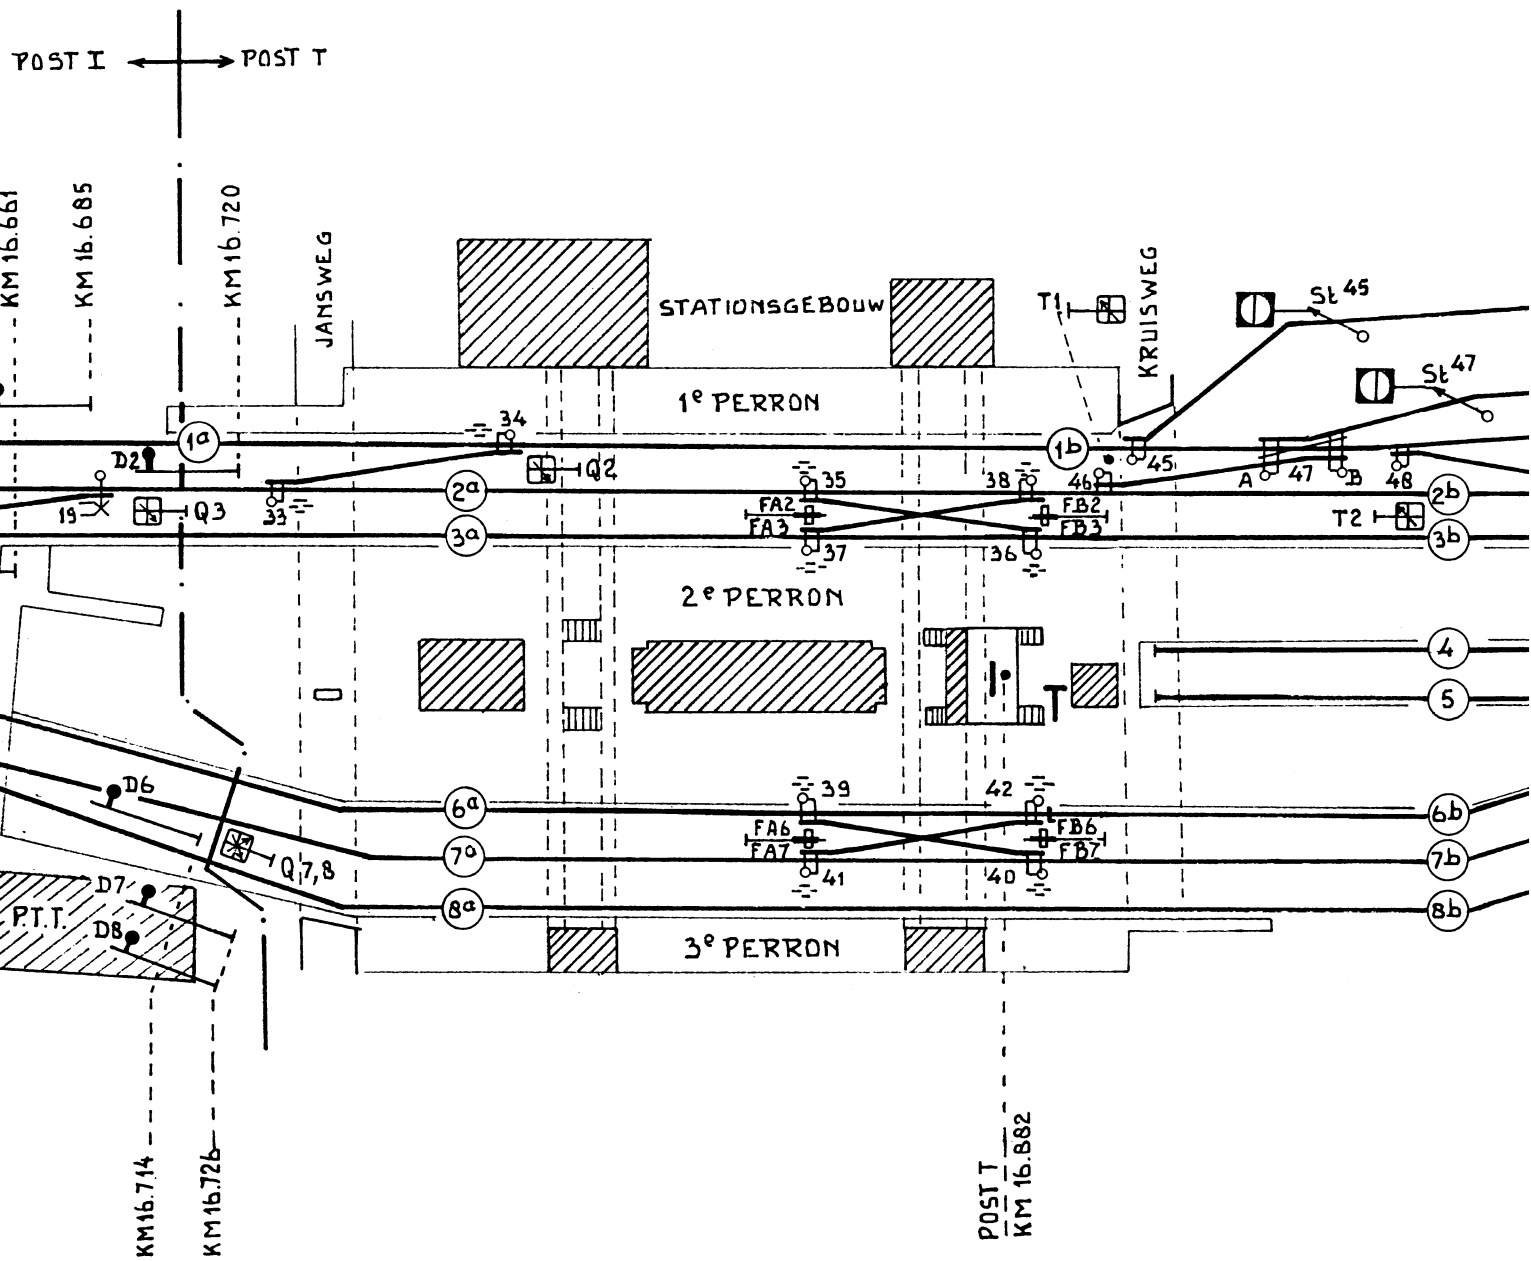 POST I
POST T
KM 16.661
KM 16.685
KM 16.720
JANSWEG
STATIONSGEBOUW
T1
KRUISWEG
St 45
St 47
1e PERRON
34
1a
1b
D2
Q2
45
A
47
B
48
35
38
46
2a
2b
19
Q3
33
FA2
FA3
FB2
FB3
T2
3a
3b
37
36
2e PERRON
4
T
5
D6
39
42
6a
6b
FA6
FA7
FB6
FB7
7a
7b
Q7,8
41
40
D7
P.T.T.
D8
8a
8b
3e PERRON
KM 16.714
KM 16.726
POST T
KM 16.882